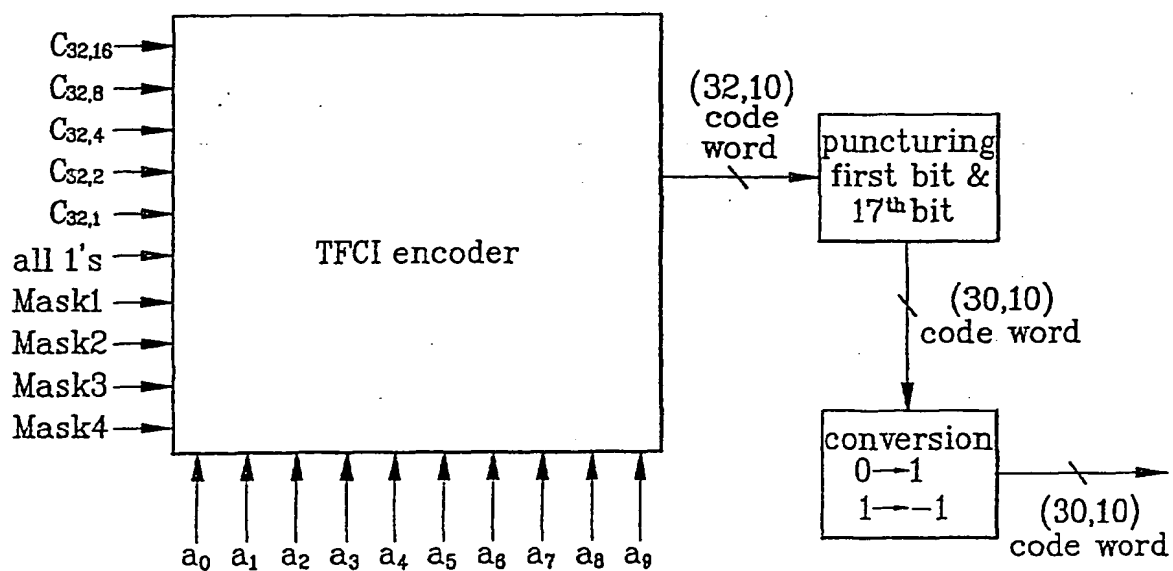 C32,16
C32,8
C32,4
C32,2
C32,1
all 1's
Mask1
Mask2
Mask3
Mask4
TFCI encoder
a0 a1 a2 a3 a4 a5 a6 a7 a8 a9
(32,10)
code
word
puncturing
first bit &
17th bit
(30,10)
code word
conversion
0→1
1→-1
(30,10)
code word